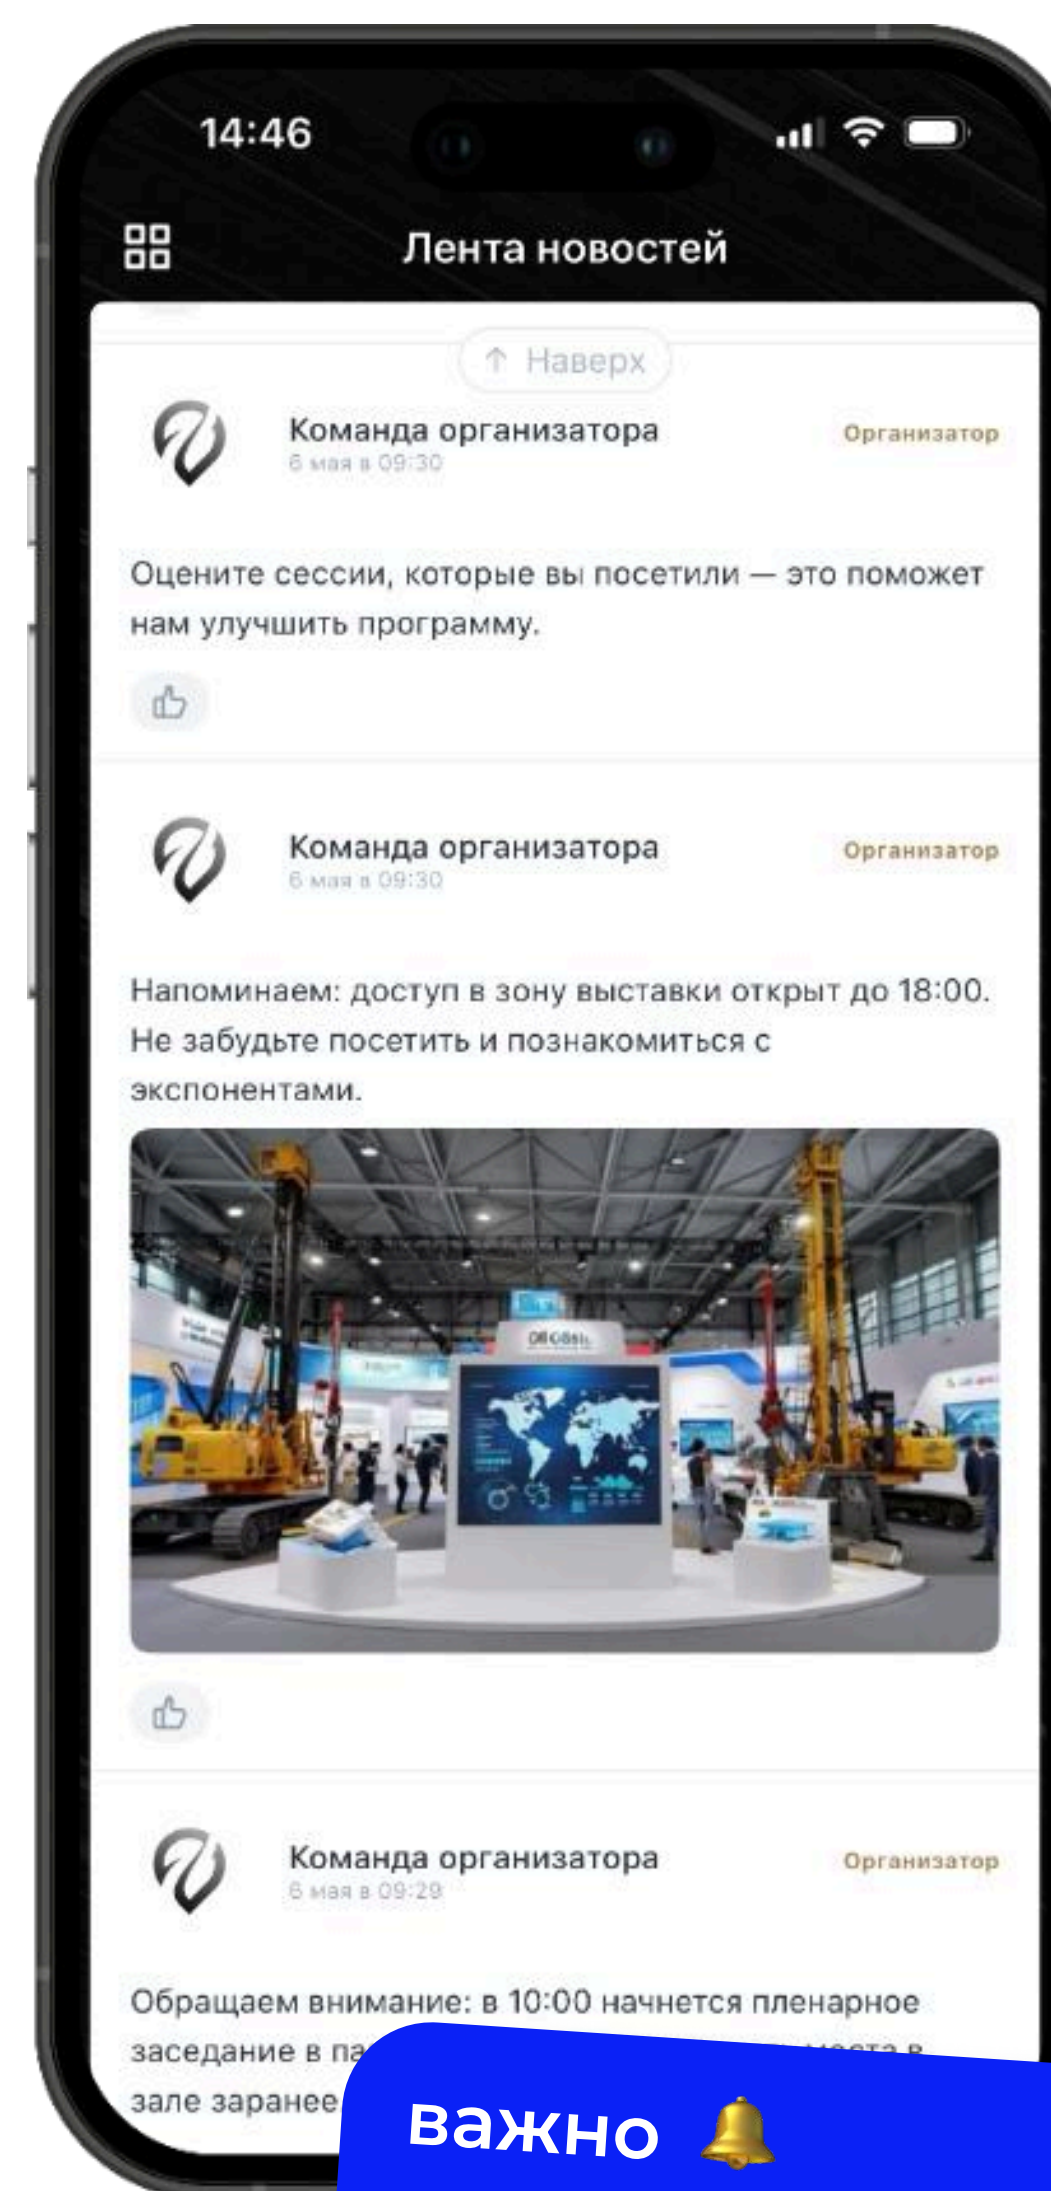 14:46
Лента новостей
Наверх
Команда организатора
Организатор
6 мая в 09:30
Оцените сессии, которые вы посетили — это поможет
нам улучшить программу.
Команда организатора
Организатор
6 мая в 09:30
Напоминаем: доступ в зону выставки открыт до 18:00.
Не забудьте посетить и познакомиться с
экспонентами.
Команда организатора
Организатор
6 мая в 09:29
Обращаем внимание: в 10:00 начнется пленарное
заседание в
зале заранее
важно 🔔